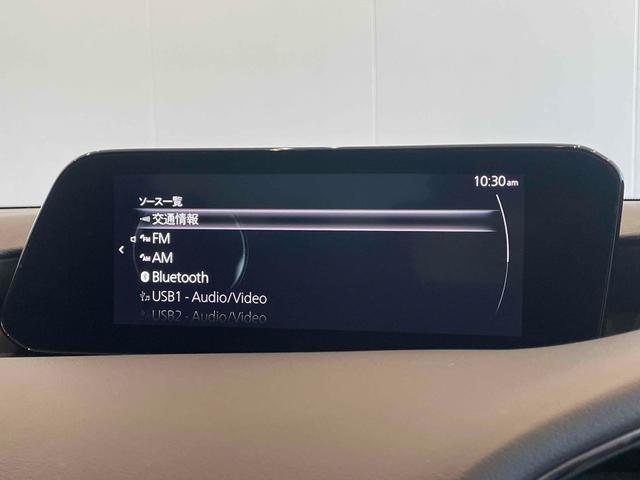 10:30am
ソース一覧
交通情報
FM
AM
Bluetooth
USB1 - Audio/Video
USB2 - Audio/Video